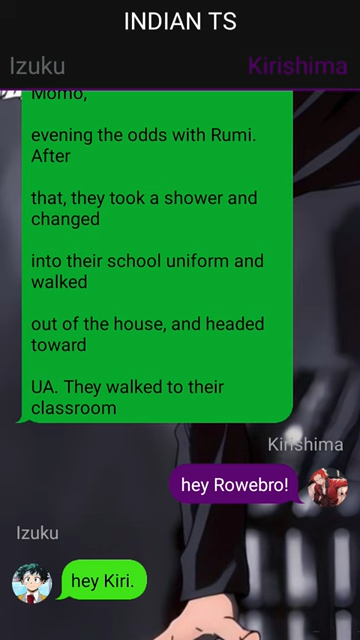 INDIAN TS
Izuku Kirishima
Momo,
evening the odds with Rumi.
After
that, they took a shower and
changed
into their school uniform and
walked
out of the house, and headed
toward
UA. They walked to their
classroom
Kirishima
hey Rowebro!
Izuku
hey Kiri.